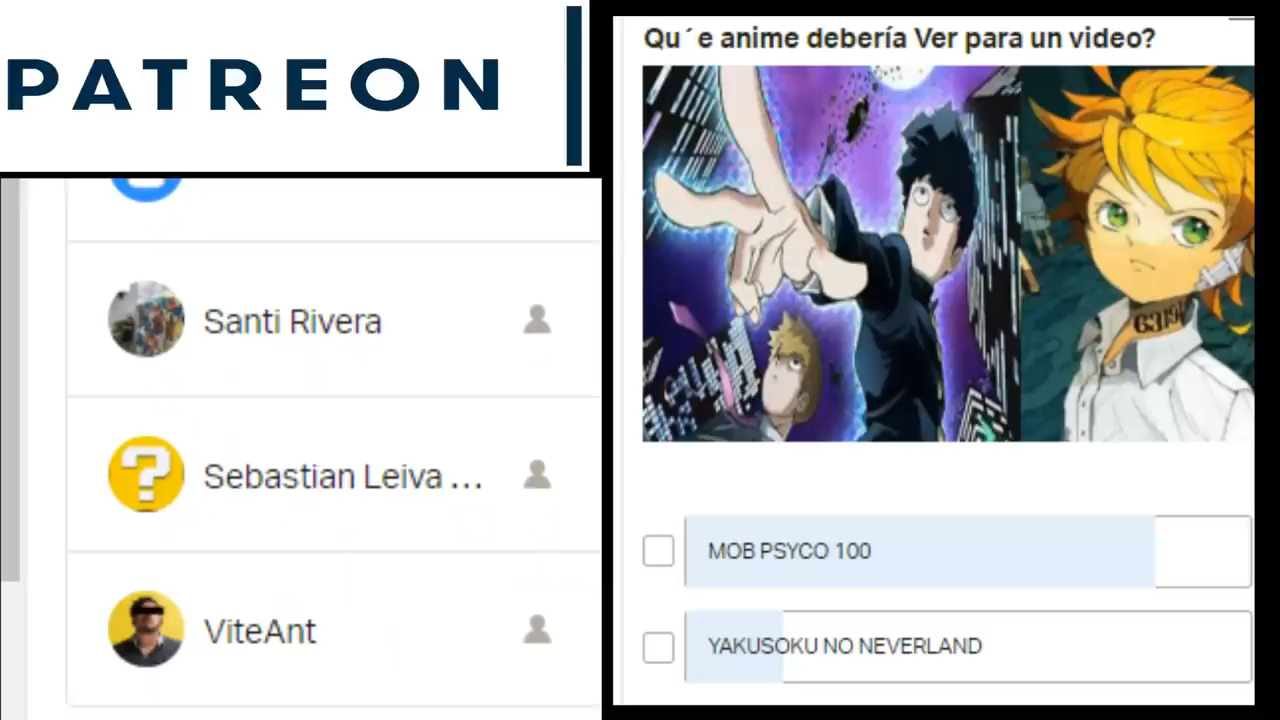 PATREON
Santi Rivera
Sebastian Leiva ...
ViteAnt
Qu´e anime debería Ver para un video?
63194
MOB PSYCO 100
YAKUSOKU NO NEVERLAND